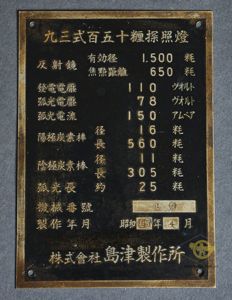 九三式百五十糎探照燈
反射鏡 有効径 1.500 粍
焦點距離 650 粍
發電電壓 110 ヴオルト
弧光電壓 78 ヴオルト
弧光電流 150 アムペア
陽極炭素棒 径 16 粍
長 560 粍
陰極炭素棒 径 11 粍
長 305 粍
弧光長 約 25 粍
機械番號
製作年月 昭和 年 月
株式會社 島津製作所